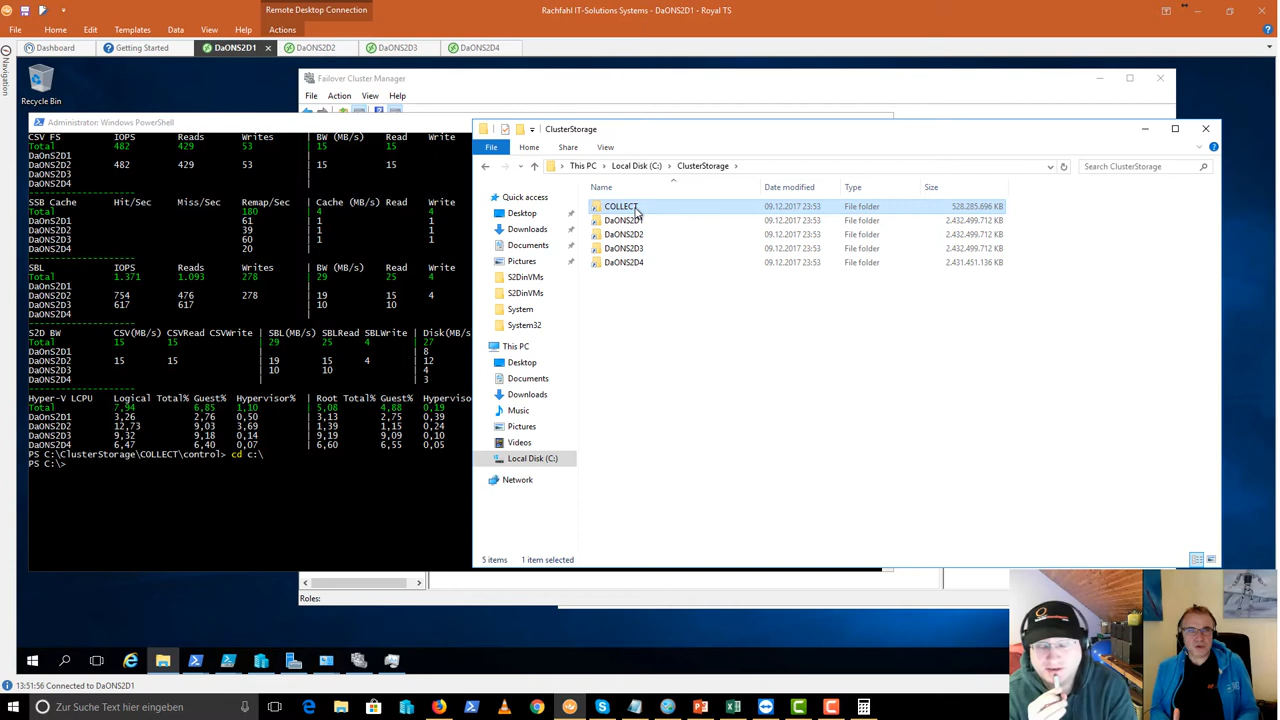 Remote Desktop Connection
Rachfahl IT-Solutions Systems - DaONS2D1 - Royal TS
File Home Edit Templates Data View Help Actions
Dashboard Getting Started DaONS2D1 × DaONS2D2 DaONS2D3 DaONS2D4
Navigation
Recycle Bin
Failover Cluster Manager
File Action View Help
Administrator: Windows PowerShell
CSV FS IOPS Reads Writes | BW (MB/s) Read Write
Total 482 429 53 | 15 15
DaOnS2D1 |
DaONS2D2 482 429 53 | 15 15
DaONS2D3 |
DaONS2D4 |
SSB Cache Hit/Sec Miss/Sec Remap/Sec | Cache (MB/s) Read Write
Total 180 | 4 4
DaOnS2D1 61 | 1 1
DaONS2D2 39 | 1 1
DaONS2D3 60 | 1 1
DaONS2D4 |
SBL IOPS Reads Writes | BW (MB/s) Read Write
Total 1.371 1.093 278 | 29 25 4
DaOnS2D1 |
DaONS2D2 754 476 278 | 19 15 4
DaONS2D3 617 617 | 10 10
DaONS2D4 |
S2D BW CSV(MB/s) CSVRead CSVWrite | SBL(MB/s) SBLRead SBLWrite | Disk(MB/s
Total 15 15 | 29 25 4 | 27
DaOnS2D1 | | 8
DaONS2D2 15 15 | 19 15 4 | 12
DaONS2D3 | 10 10 | 4
DaONS2D4 | | 3
Hyper-V LCPU Logical Total% Guest% Hypervisor% | Root Total% Guest% Hypervisor
Total 7,94 6,85 1,10 | 5,08 4,88 0,19
DaOnS2D1 3,26 2,76 0,50 | 3,13 2,75 0,39
DaONS2D2 12,73 9,03 3,69 | 1,39 1,15 0,24
DaONS2D3 9,32 9,18 0,14 | 9,19 9,09 0,10
DaONS2D4 6,47 6,40 0,07 | 6,60 6,55 0,05
PS C:\ClusterStorage\COLLECT\control> cd c:\
PS C:\>
ClusterStorage
File Home Share View
This PC > Local Disk (C:) > ClusterStorage >
Search ClusterStorage
Name Date modified Type Size
COLLECT 09.12.2017 23:53 File folder 528.285.696 KB
DaONS2D1 09.12.2017 23:53 File folder 2.432.499.712 KB
DaONS2D2 09.12.2017 23:53 File folder 2.432.499.712 KB
DaONS2D3 09.12.2017 23:53 File folder 2.432.499.712 KB
DaONS2D4 09.12.2017 23:53 File folder 2.431.451.136 KB
Quick access
Desktop
Downloads
Documents
Pictures
S2DinVMs
S2DinVMs
System
System32
This PC
Desktop
Documents
Downloads
Music
Pictures
Videos
Local Disk (C:)
Network
5 items 1 item selected
Roles:
13:51:56 Connected to DaONS2D1
Zur Suche Text hier eingeben